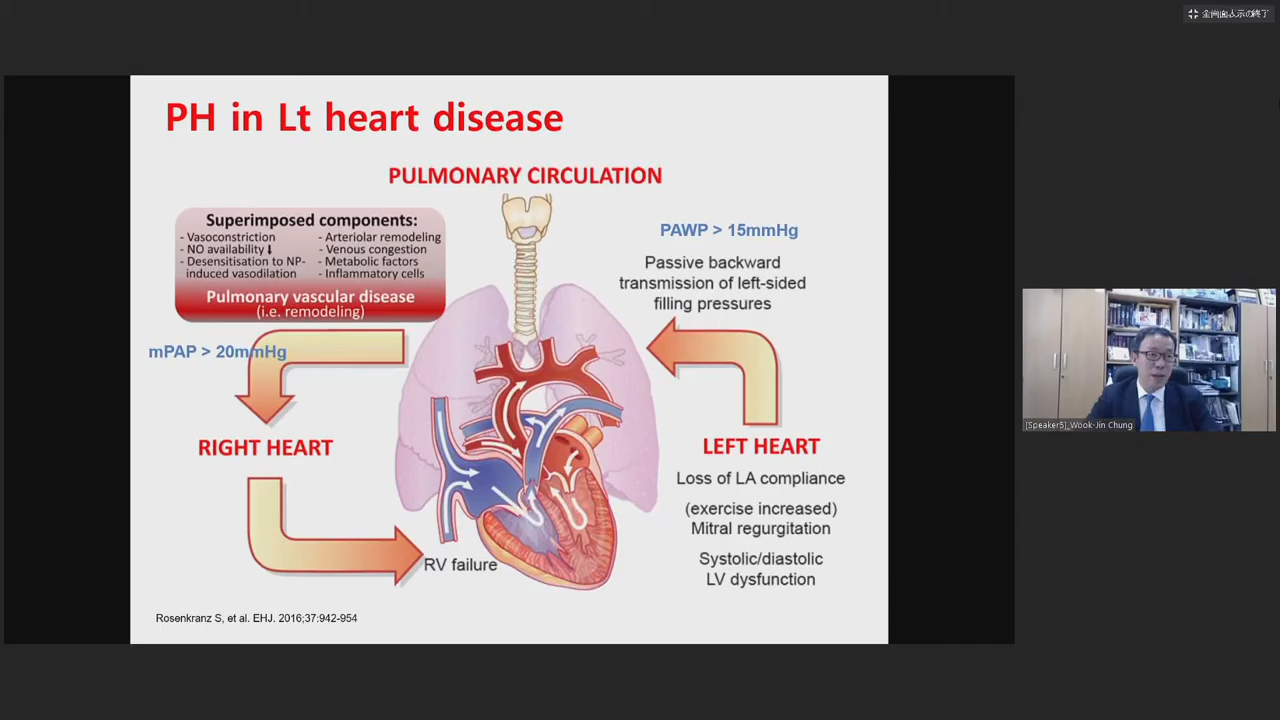 全画面表示の終了
PH in Lt heart disease
PULMONARY CIRCULATION
Superimposed components:
- Vasoconstriction
- NO availability ⬇
- Desensitisation to NP-
induced vasodilation
- Arteriolar remodeling
- Venous congestion
- Metabolic factors
- Inflammatory cells
Pulmonary vascular disease
(i.e. remodeling)
PAWP > 15mmHg
Passive backward
transmission of left-sided
filling pressures
mPAP > 20mmHg
RIGHT HEART
LEFT HEART
Loss of LA compliance
(exercise increased)
Mitral regurgitation
Systolic/diastolic
LV dysfunction
RV failure
Rosenkranz S, et al. EHJ. 2016;37:942-954
[Speaker5]_Wook-Jin Chung